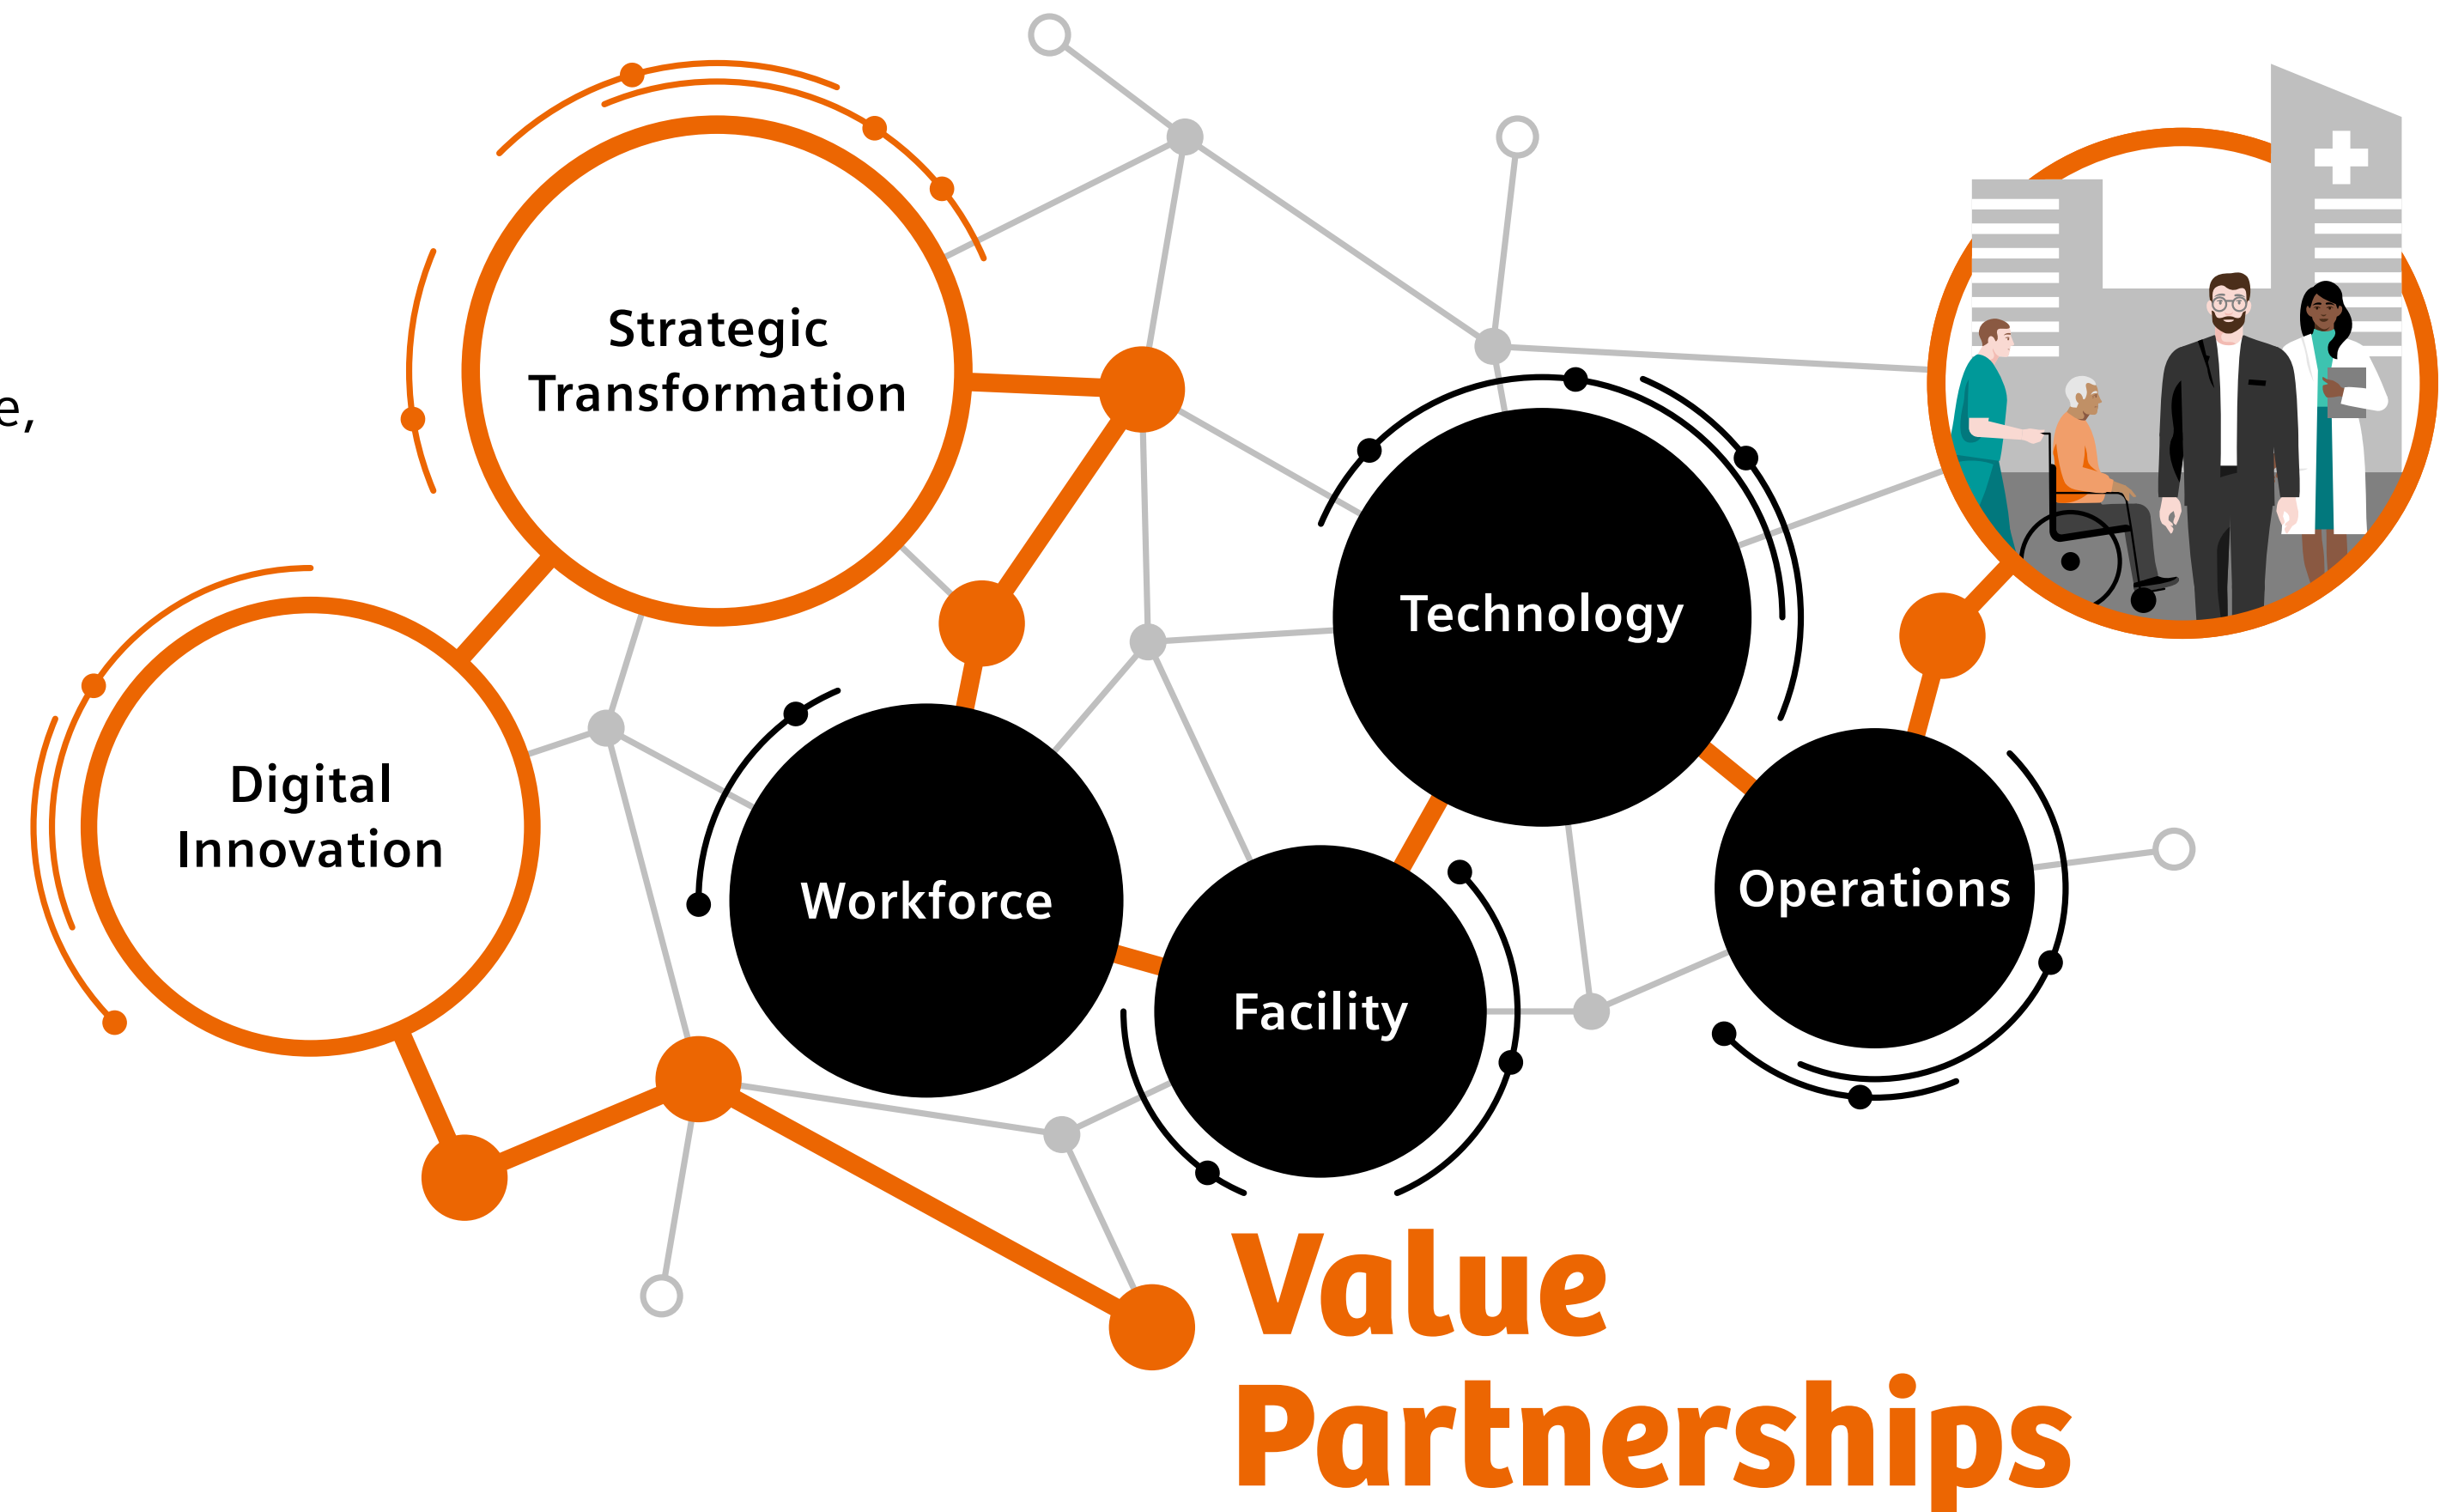 e,
Strategic
Transformation
Digital
Innovation
Technology
Workforce
Operations
Facility
Value
Partnerships